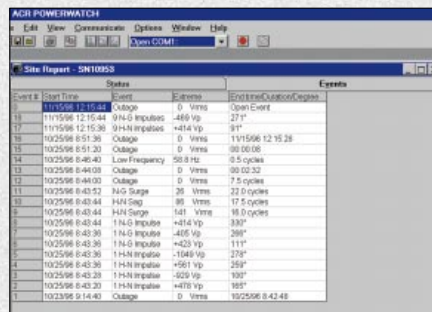 ACR POWERWATCH
Edit View Communicate Options Window Help
Open COM1:
Site Report - SN10953
Status Events
Event # Start Time Event Extreme End time/Duration/Degree
11/15/96 12:15:44 Outage 0 Vrms Open Event
18 11/15/96 12:15:44 9 N-G Impulses -469 Vp 271°
17 11/15/96 12:15:36 9 H-N Impulses +414 Vp 91°
16 10/25/96 8:51:36 Outage 0 Vrms 11/15/96 12:15:28
15 10/25/96 8:51:20 Outage 0 Vrms 00:00:08
14 10/25/96 8:46:40 Low Frequency 58.8 Hz 0.5 cycles
13 10/25/96 8:44:08 Outage 0 Vrms 00:02:32
12 10/25/96 8:44:00 Outage 0 Vrms 7.5 cycles
11 10/25/96 8:43:52 N-G Surge 26 Vrms 22.0 cycles
10 10/25/96 8:43:44 H-N Sag 86 Vrms 17.5 cycles
9 10/25/96 8:43:44 H-N Surge 141 Vrms 16.0 cycles
8 10/25/96 8:43:44 1 N-G Impulse +414 Vp 330°
7 10/25/96 8:43:36 1 N-G Impulse -405 Vp 266°
6 10/25/96 8:43:36 1 N-G Impulse +423 Vp 111°
5 10/25/96 8:43:36 1 H-N Impulse -1049 Vp 278°
4 10/25/96 8:43:36 1 H-N Impulse +561 Vp 259°
3 10/25/96 8:43:28 1 H-N Impulse -929 Vp 100°
2 10/25/96 8:43:20 1 H-N Impulse +478 Vp 165°
1 10/23/96 9:14:40 Outage 0 Vrms 10/25/96 8:42:48